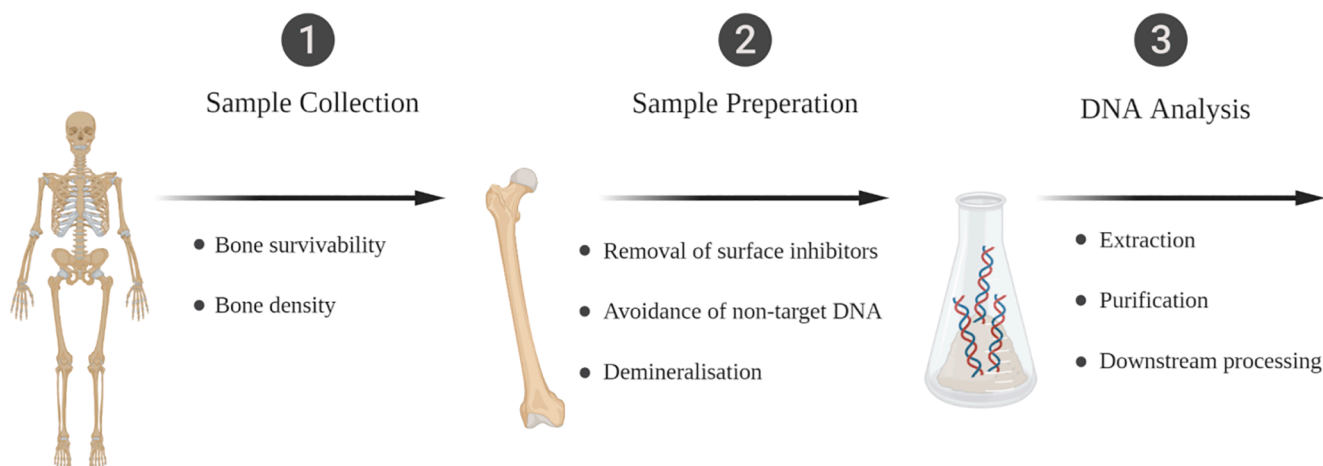 1
Sample Collection
Bone survivability
Bone density
2
Sample Preperation
Removal of surface inhibitors
Avoidance of non-target DNA
Demineralisation
3
DNA Analysis
Extraction
Purification
Downstream processing